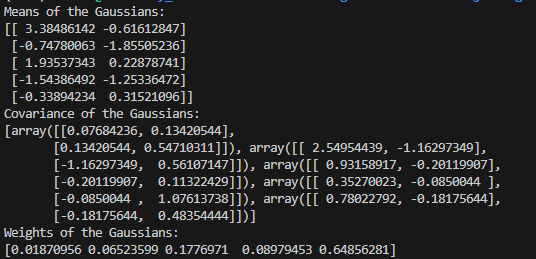 Means of the Gaussians:
[[ 3.38486142 -0.61612847]
 [-0.74780063 -1.85505236]
 [ 1.93537343  0.22878741]
 [-1.54386492 -1.25336472]
 [-0.33894234  0.31521096]]
Covariance of the Gaussians:
[array([[0.07684236, 0.13420544],
       [0.13420544, 0.54710311]]), array([[ 2.54954439, -1.16297349],
       [-1.16297349,  0.56107147]]), array([[ 0.93158917, -0.20119907],
       [-0.20119907,  0.11322429]]), array([[ 0.35270023, -0.0850044 ],
       [-0.0850044 ,  1.07613738]]), array([[ 0.78022792, -0.18175644],
       [-0.18175644,  0.48354444]])]
Weights of the Gaussians:
[0.01870956 0.06523599 0.1776971  0.08979453 0.64856281]